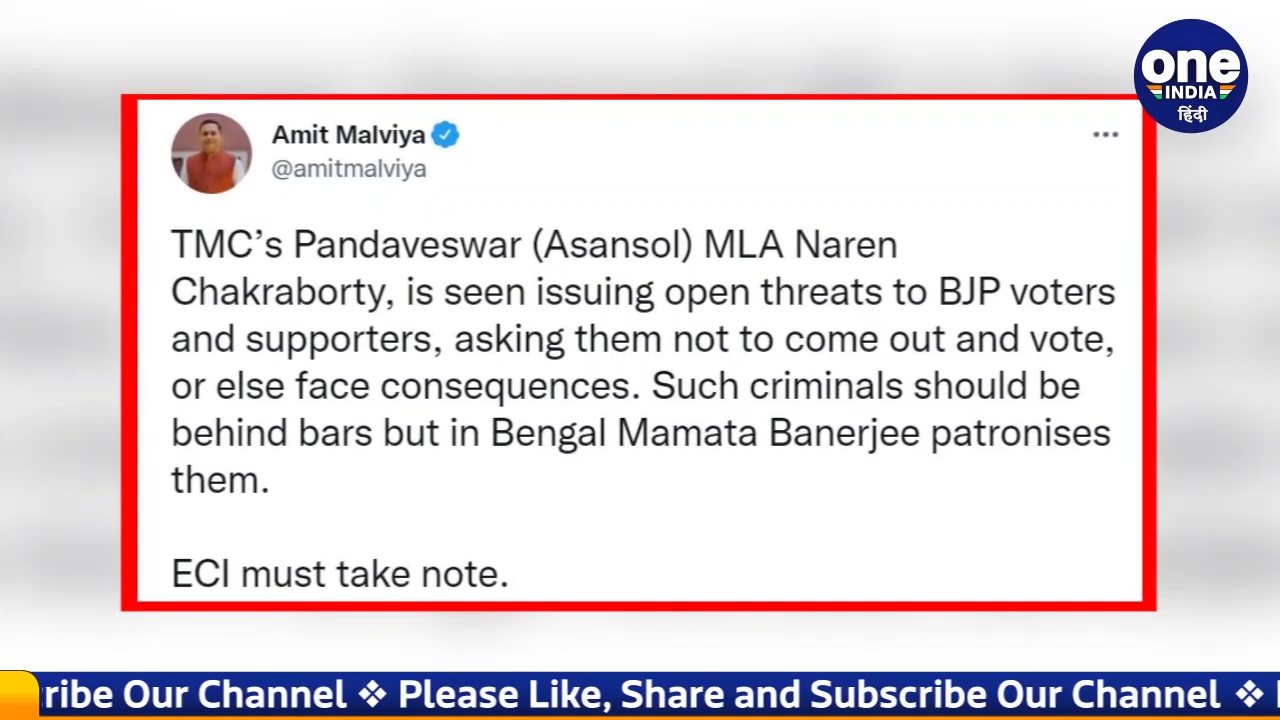 one
INDIA
हिंदी
Amit Malviya
@amitmalviya
TMC’s Pandaveswar (Asansol) MLA Naren
Chakraborty, is seen issuing open threats to BJP voters
and supporters, asking them not to come out and vote,
or else face consequences. Such criminals should be
behind bars but in Bengal Mamata Banerjee patronises
them.
ECI must take note.
ribe Our Channel ❖ Please Like, Share and Subscribe Our Channel ❖